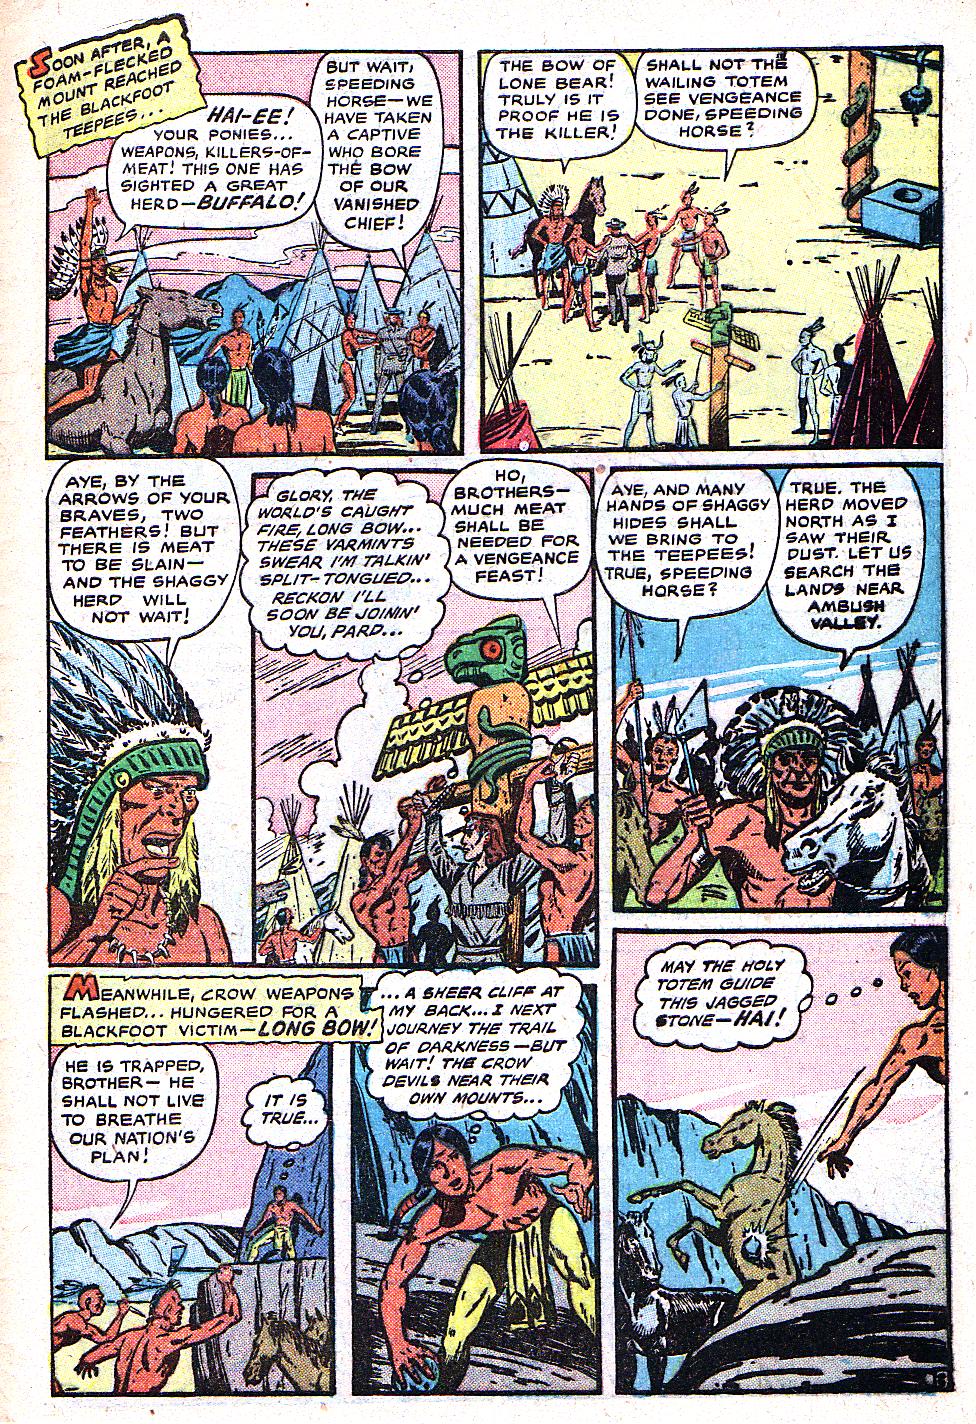 SOON AFTER, A
FOAM-FLECKED
MOUNT REACHED
THE BLACKFOOT
TEEPEES...
HAI-EE!
YOUR PONIES...
WEAPONS, KILLERS-OF-
MEAT! THIS ONE HAS
SIGHTED A GREAT
HERD—BUFFALO!
BUT WAIT,
SPEEDING
HORSE—WE
HAVE TAKEN
A CAPTIVE
WHO BORE
THE BOW
OF OUR
VANISHED
CHIEF!
THE BOW OF
LONE BEAR!
TRULY IS IT
PROOF HE IS
THE KILLER!
SHALL NOT THE
WAILING TOTEM
SEE VENGEANCE
DONE, SPEEDING
HORSE?
AYE, BY THE
ARROWS OF YOUR
BRAVES, TWO
FEATHERS! BUT
THERE IS MEAT
TO BE SLAIN—
AND THE SHAGGY
HERD WILL
NOT WAIT!
GLORY, THE
WORLD'S CAUGHT
FIRE, LONG BOW...
THESE VARMINTS
SWEAR I'M TALKIN'
SPLIT-TONGUED...
RECKON I'LL
SOON BE JOININ'
YOU, PARD...
HO,
BROTHERS—
MUCH MEAT
SHALL BE
NEEDED FOR
A VENGEANCE
FEAST!
AYE, AND MANY
HANDS OF SHAGGY
HIDES SHALL
WE BRING TO
THE TEEPEES!
TRUE, SPEEDING
HORSE?
TRUE. THE
HERD MOVED
NORTH AS I
SAW THEIR
DUST. LET US
SEARCH THE
LANDS NEAR
AMBUSH
VALLEY.
MEANWHILE, CROW WEAPONS
FLASHED... HUNGERED FOR A
BLACKFOOT VICTIM—LONG BOW!
HE IS TRAPPED,
BROTHER—HE
SHALL NOT LIVE
TO BREATHE
OUR NATION'S
PLAN!
IT IS
TRUE...
...A SHEER CLIFF AT
MY BACK...I NEXT
JOURNEY THE TRAIL
OF DARKNESS—BUT
WAIT! THE CROW
DEVILS NEAR THEIR
OWN MOUNTS...
MAY THE HOLY
TOTEM GUIDE
THIS JAGGED
STONE—HAI!